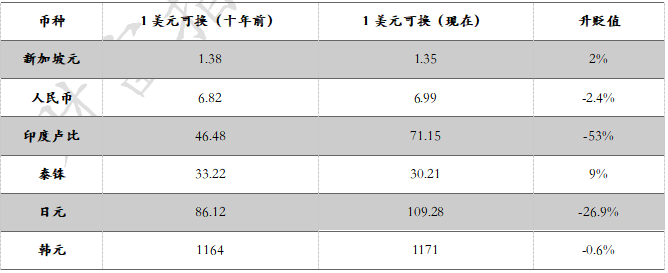 币种 1美元可换（十年前） 1美元可换（现在） 升贬值
新加坡元 1.38 1.35 2%
人民币 6.82 6.99 -2.4%
印度卢比 46.48 71.15 -53%
泰铢 33.22 30.21 9%
日元 86.12 109.28 -26.9%
韩元 1164 1171 -0.6%